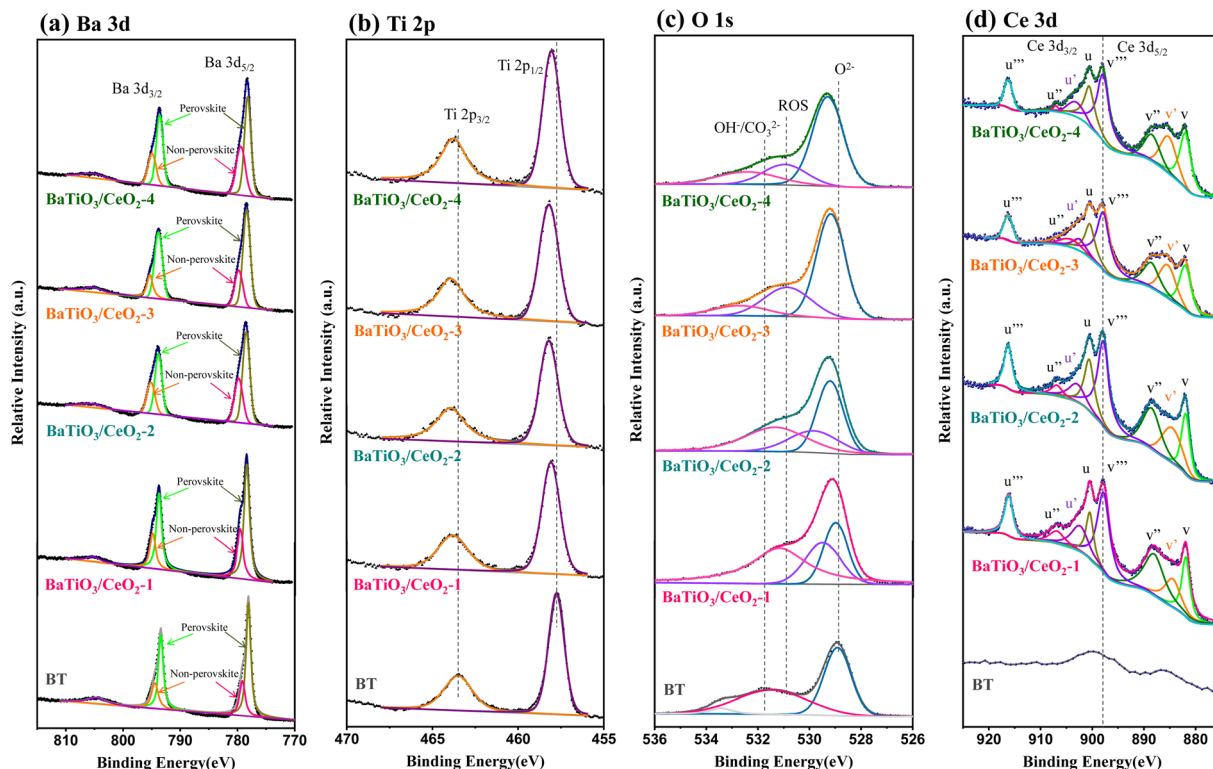 (a) Ba 3d
Ba 3d5/2
Ba 3d3/2
Perovskite
Non-perovskite
BaTiO3/CeO2-4
Perovskite
Non-perovskite
BaTiO3/CeO2-3
Perovskite
Non-perovskite
BaTiO3/CeO2-2
Perovskite
Non-perovskite
BaTiO3/CeO2-1
Perovskite
Non-perovskite
BT
810 800 790 780 770
Binding Energy(eV)
Relative Intensity (a.u.)
(b) Ti 2p
Ti 2p1/2
Ti 2p3/2
BaTiO3/CeO2-4
BaTiO3/CeO2-3
BaTiO3/CeO2-2
BaTiO3/CeO2-1
BT
470 465 460 455
Binding Energy(eV)
Relative Intensity (a.u.)
(c) O 1s
O2-
ROS
OH-/CO32-
BaTiO3/CeO2-4
BaTiO3/CeO2-3
BaTiO3/CeO2-2
BaTiO3/CeO2-1
BT
536 534 532 530 528 526
Binding Energy(eV)
Relative Intensity (a.u.)
(d) Ce 3d
Ce 3d3/2 Ce 3d5/2
u''' u'' u' u v''' v'' v' v
BaTiO3/CeO2-4
u''' u'' u' u v''' v'' v' v
BaTiO3/CeO2-3
u''' u'' u' u v''' v'' v' v
BaTiO3/CeO2-2
u''' u'' u' u v''' v'' v' v
BaTiO3/CeO2-1
BT
920 900 890 880
Binding Energy(eV)
Relative Intensity (a.u.)